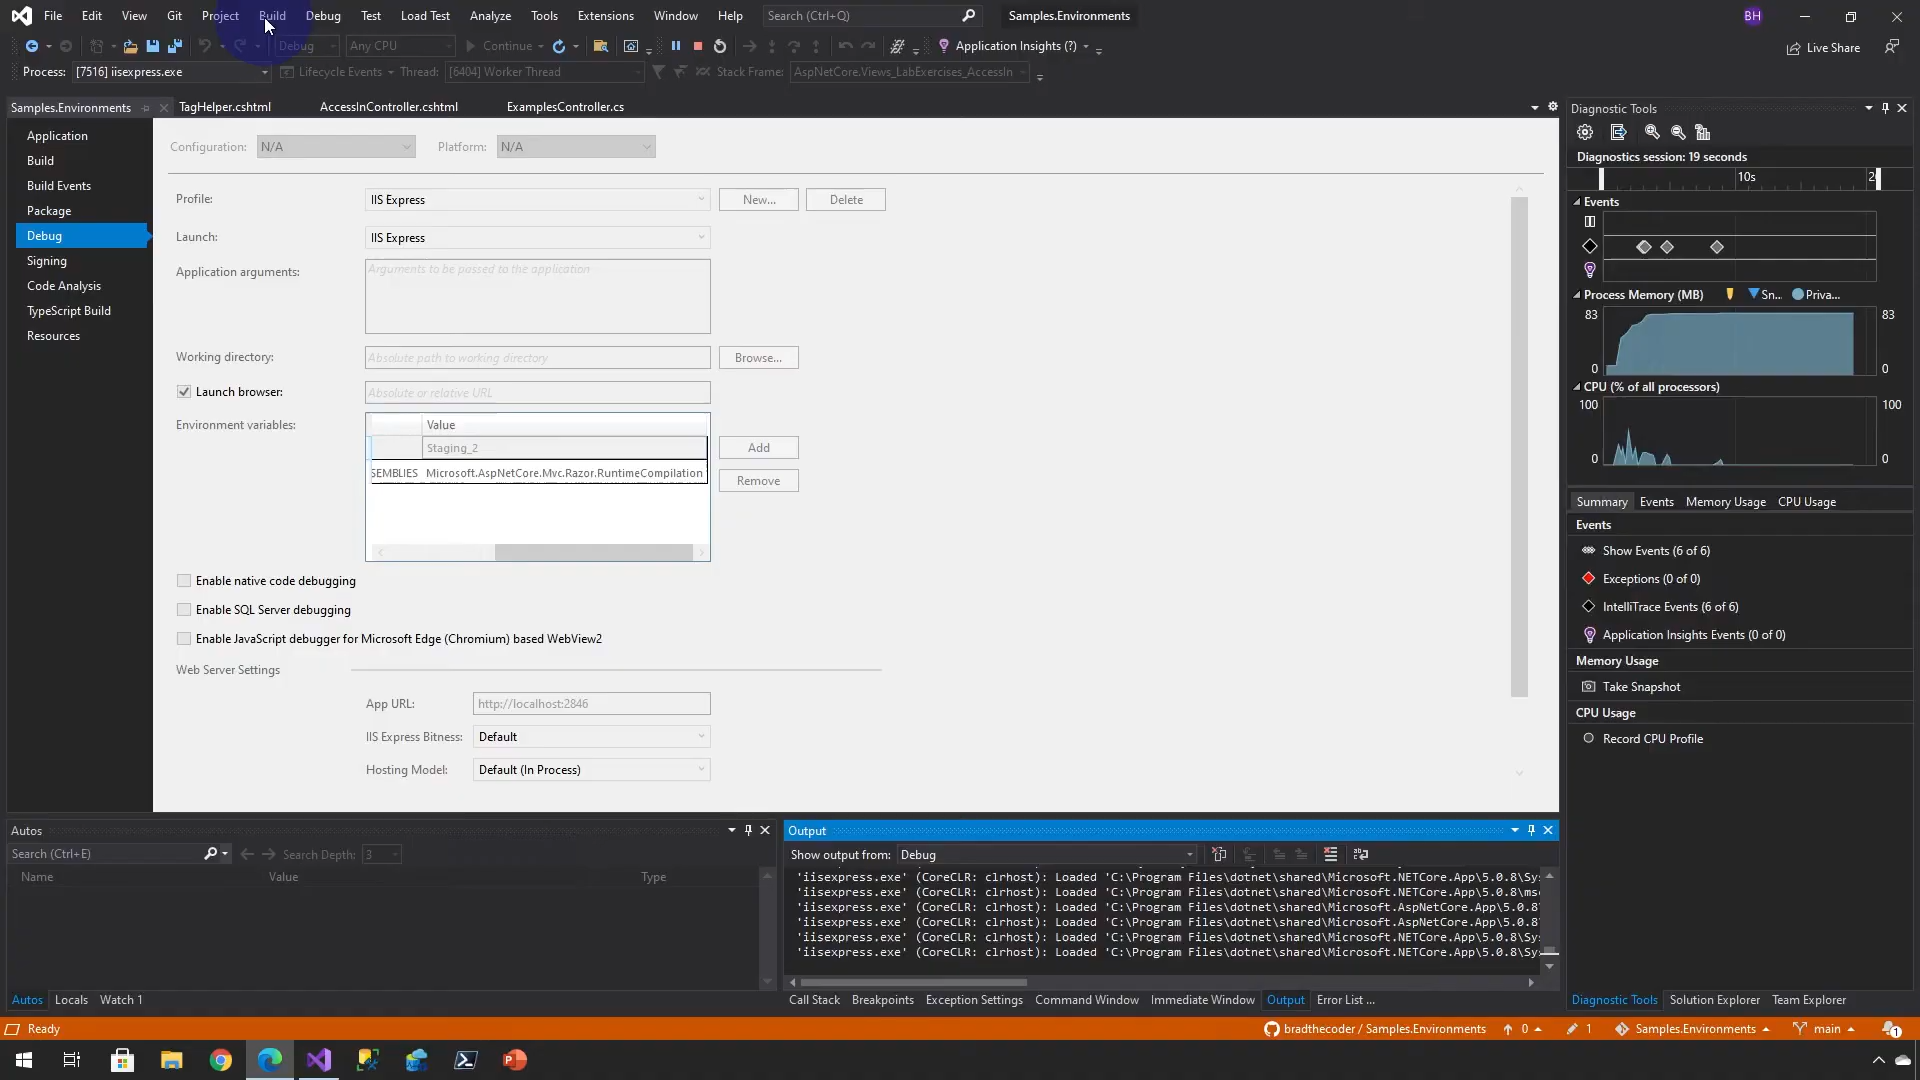 File Edit View Git Project Build Debug Test Load Test Analyze Tools Extensions Window Help Search (Ctrl+Q) Samples.Environments BH
Debug Any CPU Continue Application Insights (?) Live Share
Process: [7516] iisexpress.exe Lifecycle Events Thread: [6404] Worker Thread Stack Frame: AspNetCore.Views_LabExercises_AccessIn
Samples.Environments TagHelper.cshtml AccessInController.cshtml ExamplesController.cs
Application
Build
Build Events
Package
Debug
Signing
Code Analysis
TypeScript Build
Resources
Configuration: N/A Platform: N/A
Profile: IIS Express New... Delete
Launch: IIS Express
Application arguments: Arguments to be passed to the application
Working directory: Absolute path to working directory Browse...
Launch browser: Absolute or relative URL
Environment variables: Value
Staging_2 Add
SEMBLIES Microsoft.AspNetCore.Mvc.Razor.RuntimeCompilation Remove
Enable native code debugging
Enable SQL Server debugging
Enable JavaScript debugger for Microsoft Edge (Chromium) based WebView2
Web Server Settings
App URL: http://localhost:2846
IIS Express Bitness: Default
Hosting Model: Default (In Process)
Diagnostic Tools
Diagnostics session: 19 seconds
10s 2
Events
Process Memory (MB) Sn... Priva...
83 83
0 0
CPU (% of all processors)
100 100
0 0
Summary Events Memory Usage CPU Usage
Events
Show Events (6 of 6)
Exceptions (0 of 0)
IntelliTrace Events (6 of 6)
Application Insights Events (0 of 0)
Memory Usage
Take Snapshot
CPU Usage
Record CPU Profile
Autos
Search (Ctrl+E) Search Depth: 3
Name Value Type
Autos Locals Watch 1
Output
Show output from: Debug
'iisexpress.exe' (CoreCLR: clrhost): Loaded 'C:\Program Files\dotnet\shared\Microsoft.NETCore.App\5.0.8\Sy
'iisexpress.exe' (CoreCLR: clrhost): Loaded 'C:\Program Files\dotnet\shared\Microsoft.NETCore.App\5.0.8\ms
'iisexpress.exe' (CoreCLR: clrhost): Loaded 'C:\Program Files\dotnet\shared\Microsoft.AspNetCore.App\5.0.8
'iisexpress.exe' (CoreCLR: clrhost): Loaded 'C:\Program Files\dotnet\shared\Microsoft.AspNetCore.App\5.0.8
'iisexpress.exe' (CoreCLR: clrhost): Loaded 'C:\Program Files\dotnet\shared\Microsoft.NETCore.App\5.0.8\Sy
'iisexpress.exe' (CoreCLR: clrhost): Loaded 'C:\Program Files\dotnet\shared\Microsoft.NETCore.App\5.0.8\Sy
Call Stack Breakpoints Exception Settings Command Window Immediate Window Output Error List ...
Diagnostic Tools Solution Explorer Team Explorer
Ready bradthecoder / Samples.Environments 0 1 Samples.Environments main 1